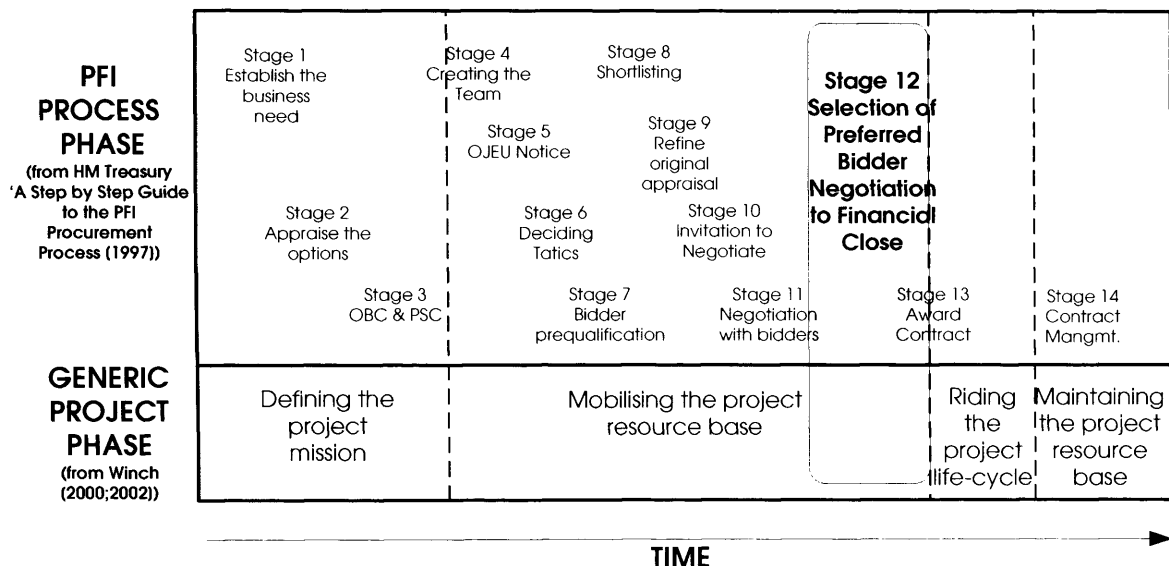 PFI
PROCESS
PHASE
(from HM Treasury
'A Step by Step Guide
to the PFI
Procurement
Process (1997))
Stage 1
Establish the
business
need
Stage 2
Appraise the
options
Stage 3
OBC & PSC
Stage 4
Creating the
Team
Stage 5
OJEU Notice
Stage 6
Deciding
Tatics
Stage 7
Bidder
prequalification
Stage 8
Shortlisting
Stage 9
Refine
original
appraisal
Stage 10
Invitation to
Negotiate
Stage 11
Negotiation
with bidders
Stage 12
Selection of
Preferred
Bidder
Negotiation
to Financial
Close
Stage 13
Award
Contract
Stage 14
Contract
Mangmt.
GENERIC
PROJECT
PHASE
(from Winch
(2000;2002))
Defining the
project
mission
Mobilising the project
resource base
Riding
the
project
life-cycle
Maintaining
the project
resource
base
TIME